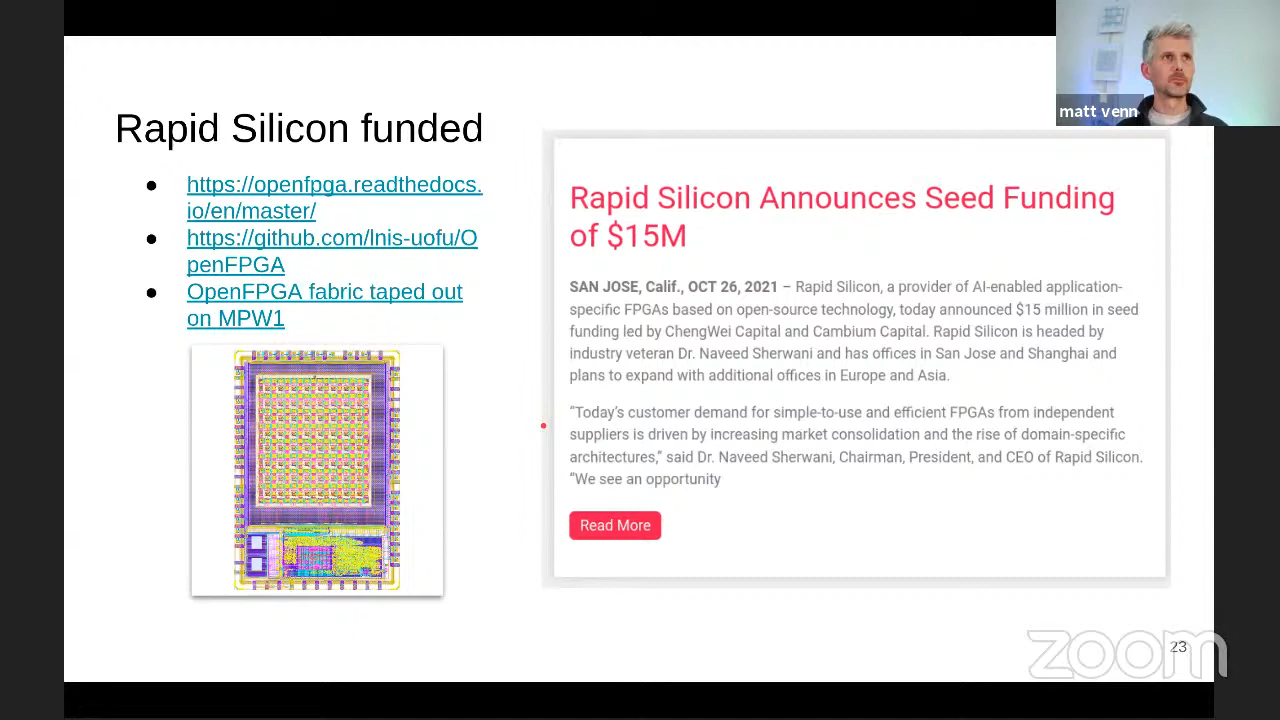 matt venn
Rapid Silicon funded
https://openfpga.readthedocs.
io/en/master/
https://github.com/lnis-uofu/O
penFPGA
OpenFPGA fabric taped out
on MPW1
Rapid Silicon Announces Seed Funding
of $15M
SAN JOSE, Calif., OCT 26, 2021 – Rapid Silicon, a provider of AI-enabled application-
specific FPGAs based on open-source technology, today announced $15 million in seed
funding led by ChengWei Capital and Cambium Capital. Rapid Silicon is headed by
industry veteran Dr. Naveed Sherwani and has offices in San Jose and Shanghai and
plans to expand with additional offices in Europe and Asia.
“Today’s customer demand for simple-to-use and efficient FPGAs from independent
suppliers is driven by increasing market consolidation and the rise of domain-specific
architectures,” said Dr. Naveed Sherwani, Chairman, President, and CEO of Rapid Silicon.
“We see an opportunity
Read More
23
zoom